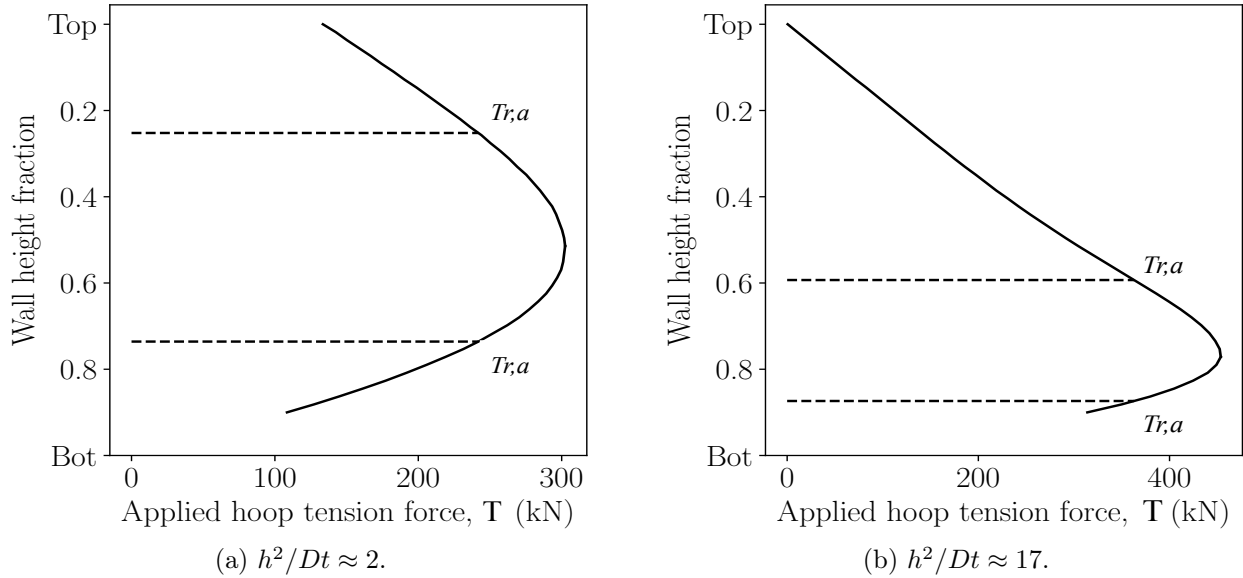 Top
0.2
0.4
0.6
0.8
Bot
Wall height fraction
Tr,a
Tr,a
0
100
200
300
Applied hoop tension force, T (kN)
(a) h²/Dt ≈ 2.
Top
0.2
0.4
0.6
0.8
Bot
Wall height fraction
Tr,a
Tr,a
0
200
400
Applied hoop tension force, T (kN)
(b) h²/Dt ≈ 17.